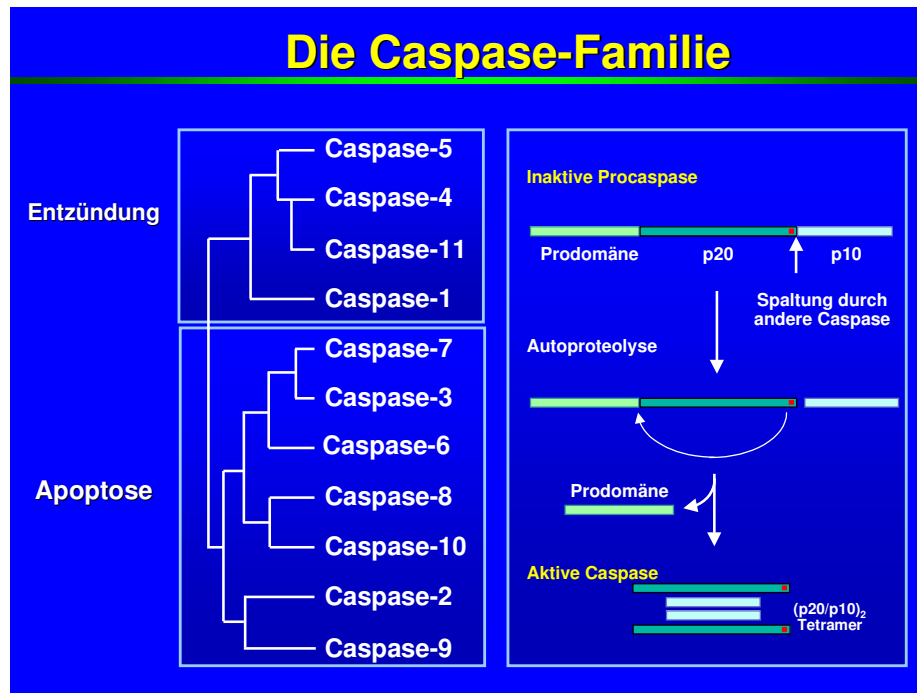 Die Caspase-Familie
Entzündung
Caspase-5
Caspase-4
Caspase-11
Caspase-1
Apoptose
Caspase-7
Caspase-3
Caspase-6
Caspase-8
Caspase-10
Caspase-2
Caspase-9
Inaktive Procaspase
Prodomäne p20 p10
Spaltung durch
andere Caspase
Autoproteolyse
Prodomäne
Aktive Caspase
(p20/p10)₂
Tetramer